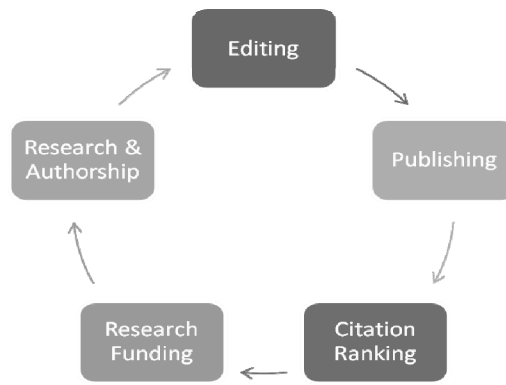 Editing
Publishing
Citation
Ranking
Research
Funding
Research &
Authorship